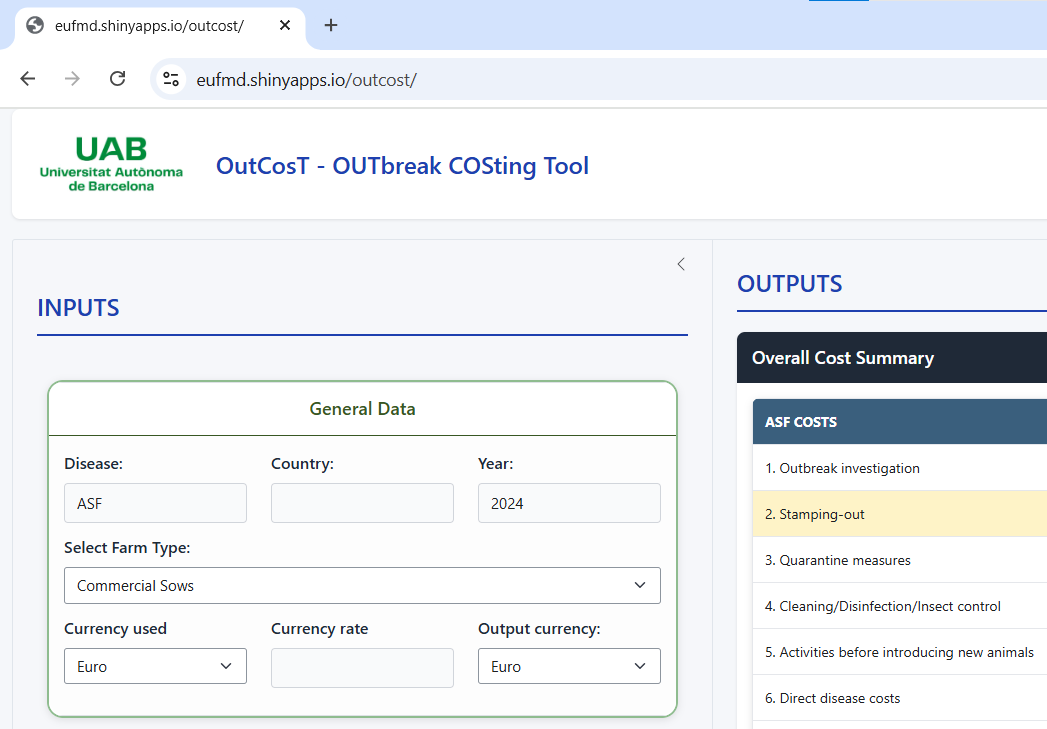 eufmd.shinyapps.io/outcost/
eufmd.shinyapps.io/outcost/
UAB
Universitat Autònoma
de Barcelona
OutCosT - OUTbreak COSting Tool
INPUTS
General Data
Disease: Country: Year:
ASF 2024
Select Farm Type:
Commercial Sows
Currency used Currency rate Output currency:
Euro Euro
OUTPUTS
Overall Cost Summary
ASF COSTS
1. Outbreak investigation
2. Stamping-out
3. Quarantine measures
4. Cleaning/Disinfection/Insect control
5. Activities before introducing new animals
6. Direct disease costs